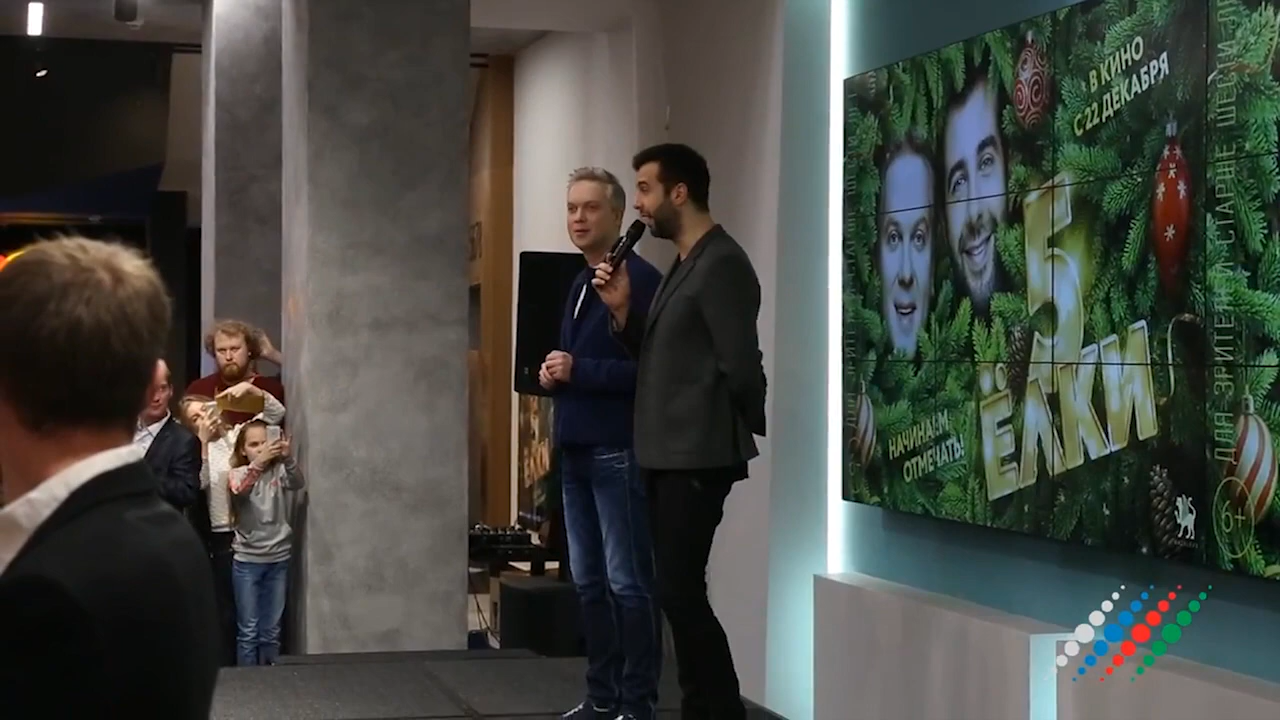 В КИНО
С 22 ДЕКАБРЯ
5
ЁЛКИ
НАЧИНАЕМ
ОТМЕЧАТЬ!
6+